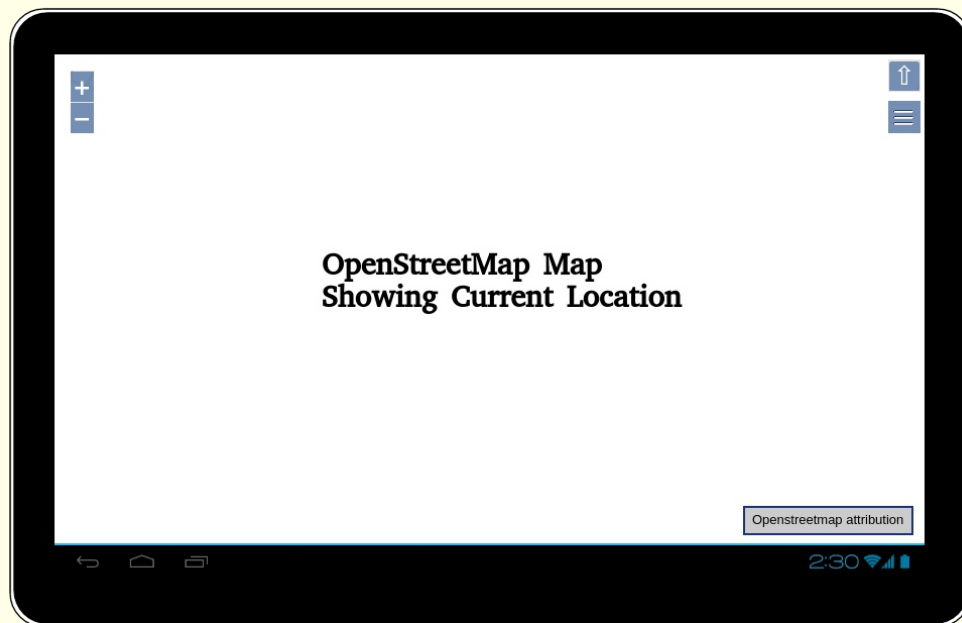 +
−
⇧
OpenStreetMap Map
Showing Current Location
Openstreetmap attribution
2:30